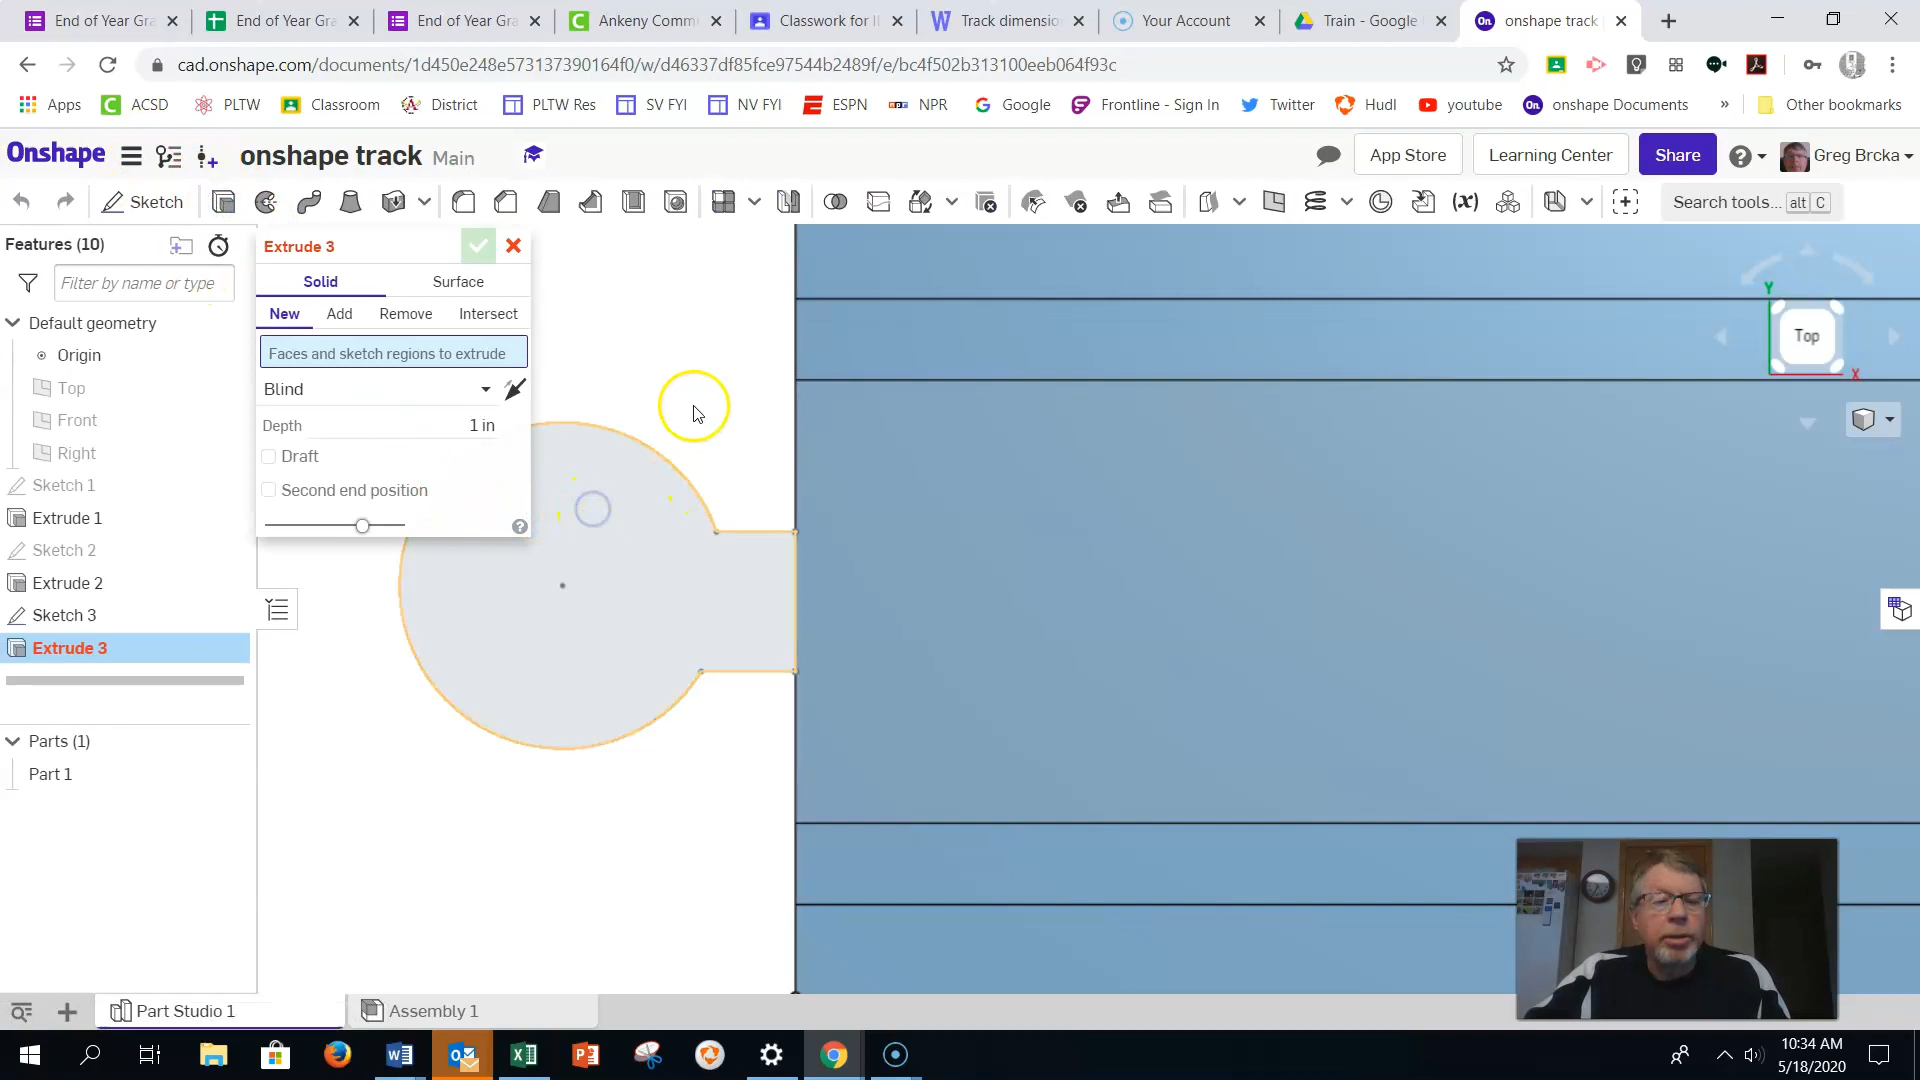 End of Year Gra
End of Year Gra
End of Year Gra
Ankeny Comm
Classwork for I
Track dimensio
Your Account
Train - Google
onshape track
cad.onshape.com/documents/1d450e248e573137390164f0/w/d46337df85fce97544b2489f/e/bc4f502b313100eeb064f93c
Apps
ACSD
PLTW
Classroom
District
PLTW Res
SV FYI
NV FYI
ESPN
NPR
Google
Frontline - Sign In
Twitter
Hudl
youtube
onshape Documents
»
Other bookmarks
Onshape
onshape track Main
App Store
Learning Center
Share
Greg Brcka
Sketch
Search tools... alt C
Features (10)
Filter by name or type
Default geometry
Origin
Top
Front
Right
Sketch 1
Extrude 1
Sketch 2
Extrude 2
Sketch 3
Extrude 3
Parts (1)
Part 1
Extrude 3
Solid
Surface
New
Add
Remove
Intersect
Faces and sketch regions to extrude
Blind
Depth
1 in
Draft
Second end position
Y
Top
X
Part Studio 1
Assembly 1
10:34 AM
5/18/2020